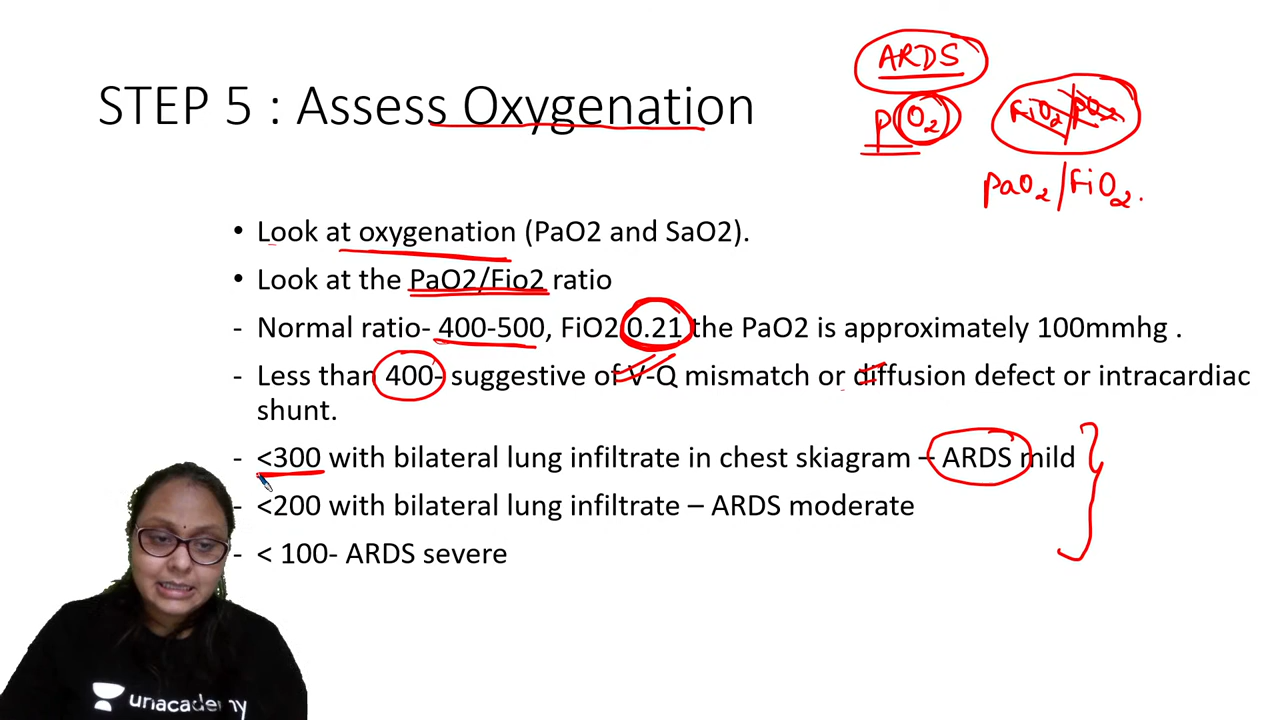 ARDS
STEP 5 : Assess Oxygenation
PO2 FiO2/PO2
PaO2/FiO2.
• Look at oxygenation (PaO2 and SaO2).
• Look at the PaO2/Fio2 ratio
- Normal ratio- 400-500, FiO2 0.21 the PaO2 is approximately 100mmhg .
- Less than 400- suggestive of V-Q mismatch or diffusion defect or intracardiac
shunt.
- <300 with bilateral lung infiltrate in chest skiagram – ARDS mild
- <200 with bilateral lung infiltrate – ARDS moderate
- < 100- ARDS severe
unacademy